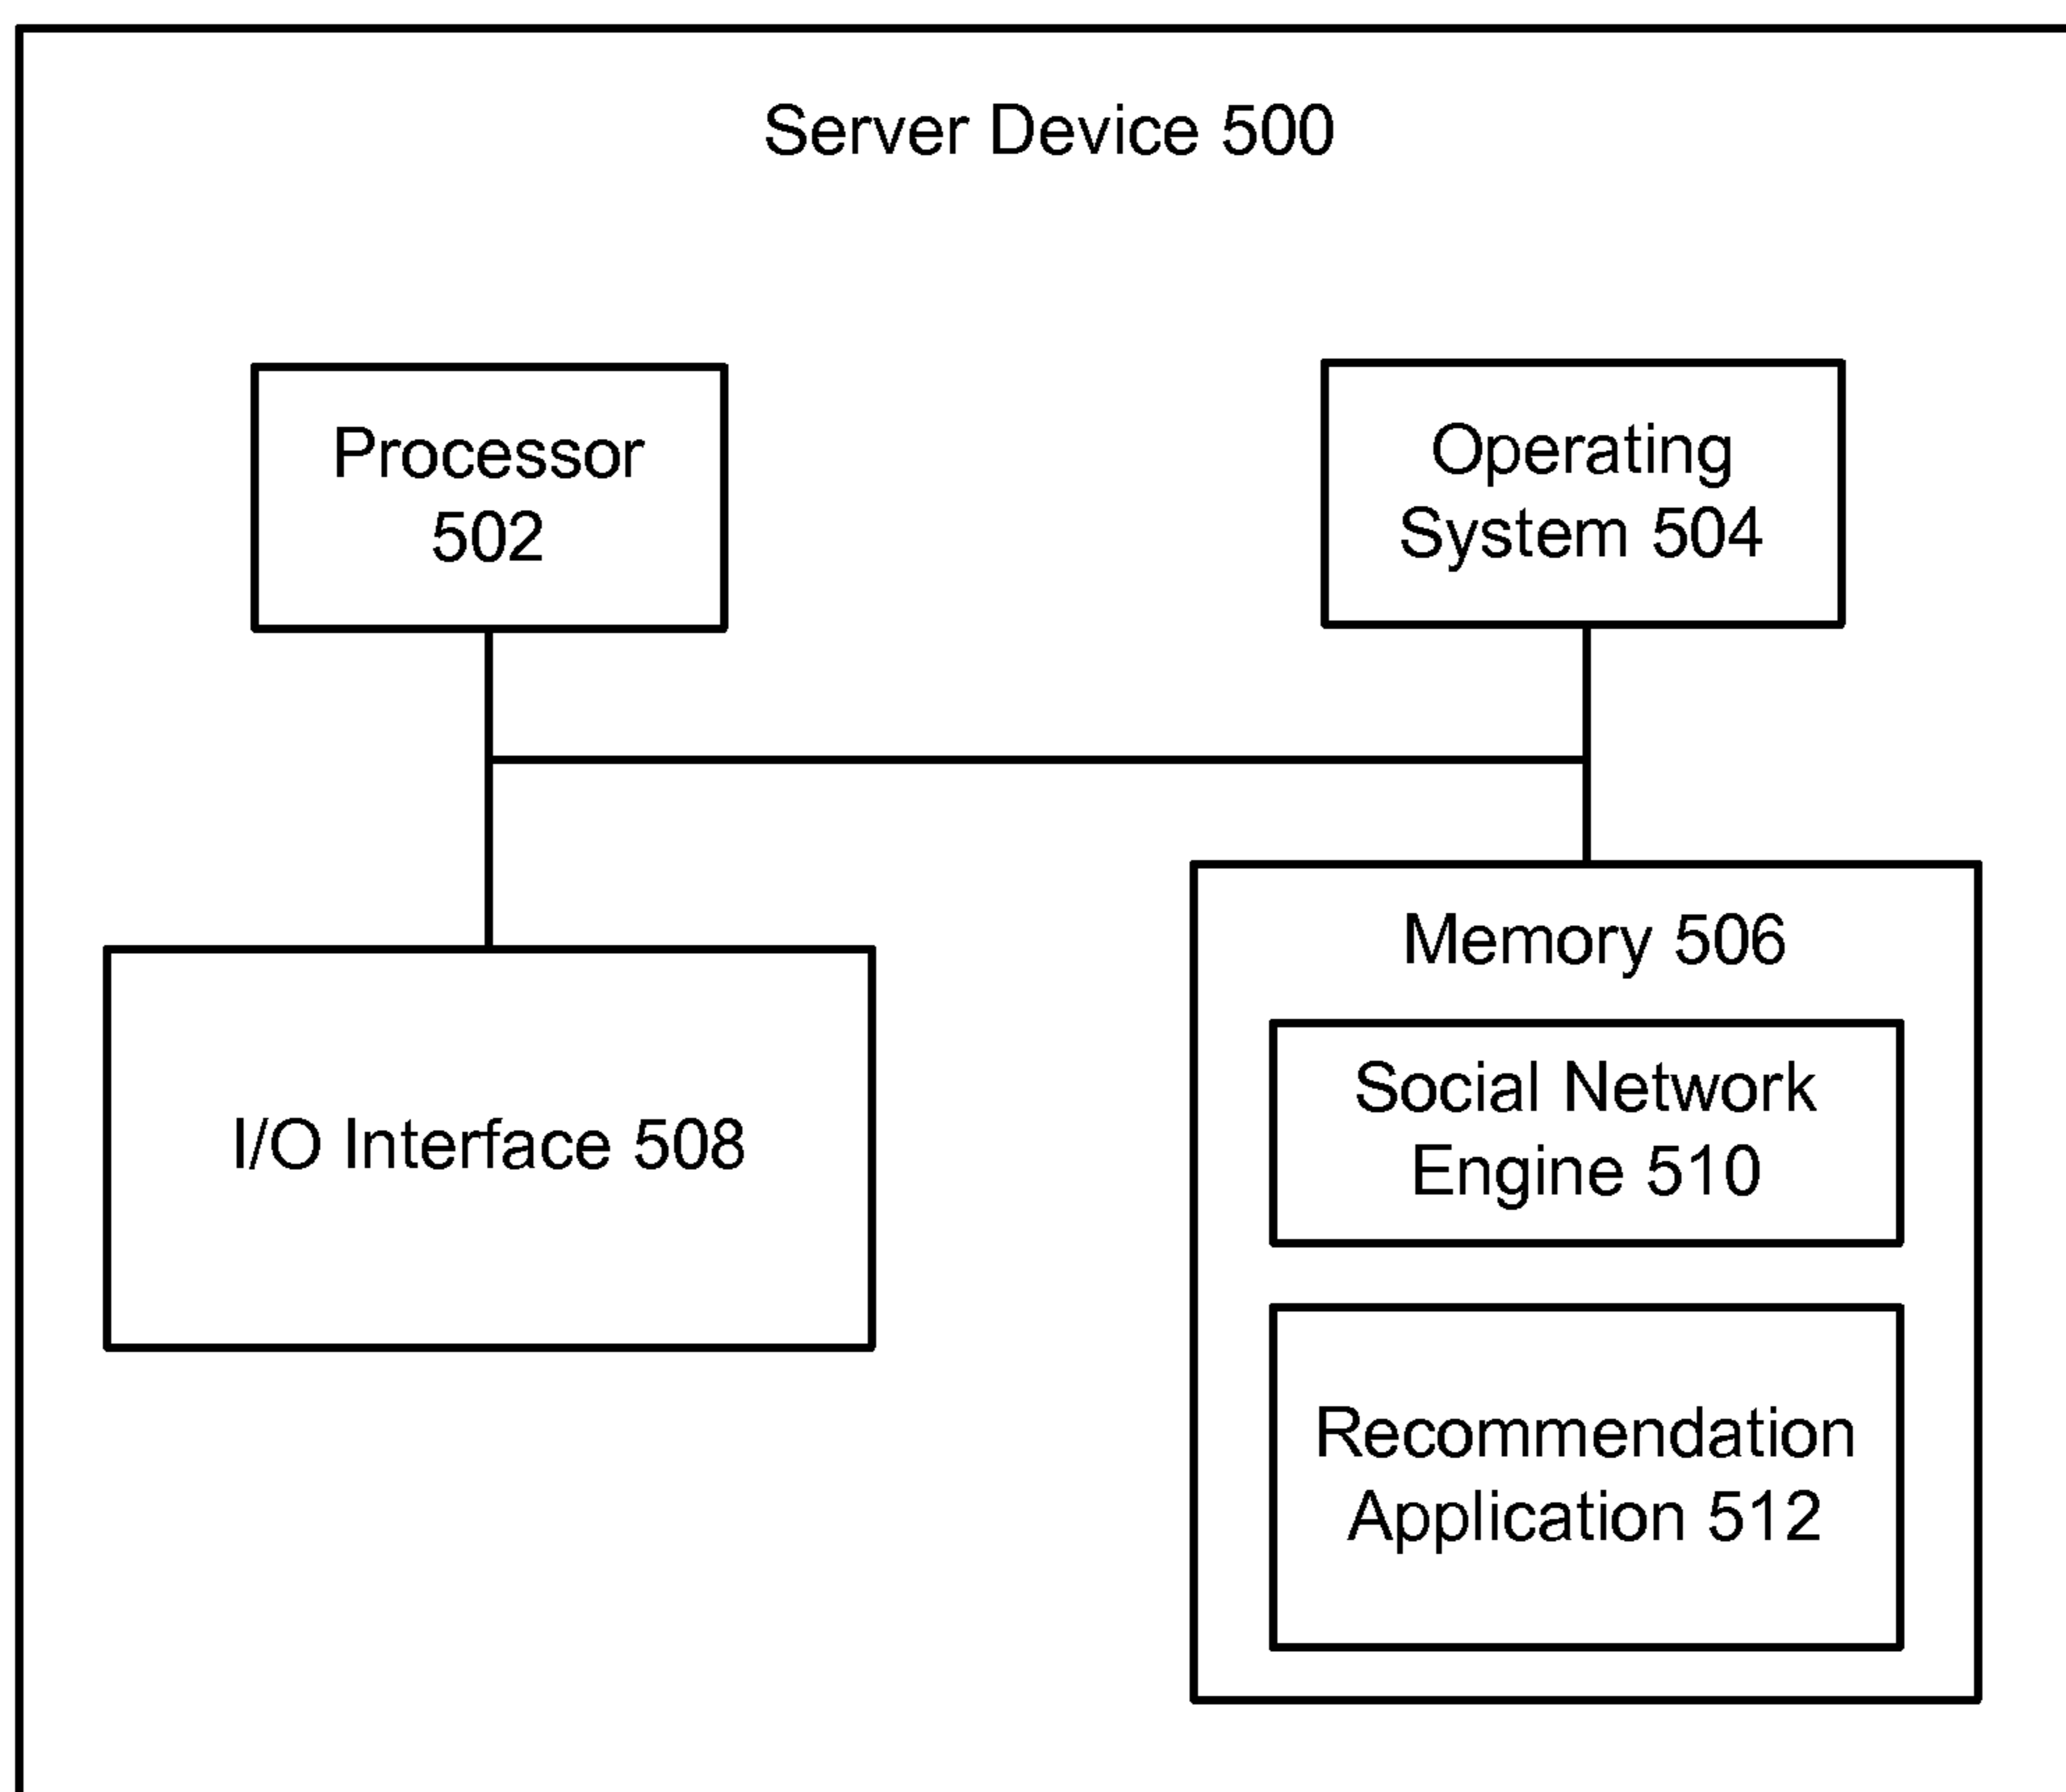 Server Device 500
Processor
502
Operating
System 504
I/O Interface 508
Memory 506
Social Network
Engine 510
Recommendation
Application 512